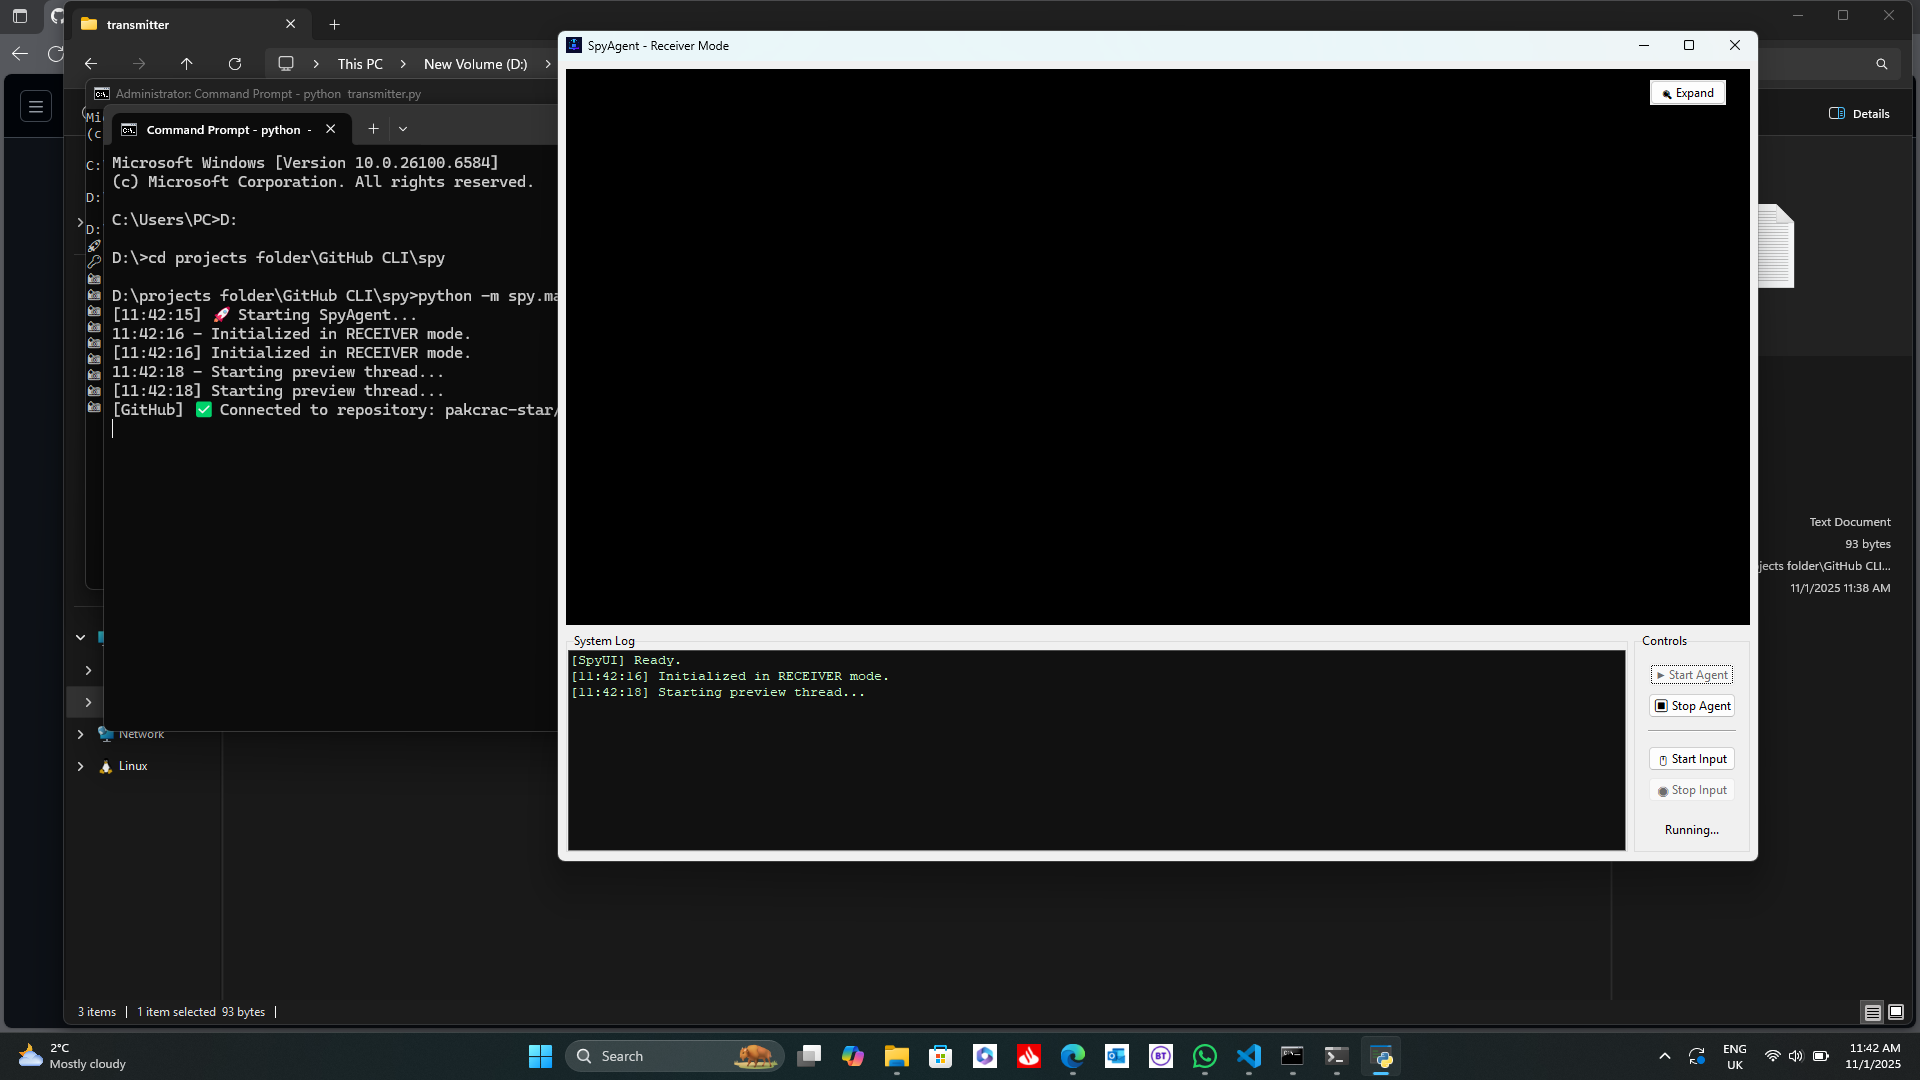 transmitter
This PC
New Volume (D:)
Administrator: Command Prompt - python transmitter.py
Command Prompt - python -
Microsoft Windows [Version 10.0.26100.6584]
(c) Microsoft Corporation. All rights reserved.
C:\Users\PC>D:
D:\>cd projects folder\GitHub CLI\spy
D:\projects folder\GitHub CLI\spy>python -m spy.ma
[11:42:15] 🚀 Starting SpyAgent...
11:42:16 - Initialized in RECEIVER mode.
[11:42:16] Initialized in RECEIVER mode.
11:42:18 - Starting preview thread...
[11:42:18] Starting preview thread...
[GitHub] ✅ Connected to repository: pakcrac-star/
Mi
(c
C:
D:
D:
SpyAgent - Receiver Mode
Expand
System Log
[SpyUI] Ready.
[11:42:16] Initialized in RECEIVER mode.
[11:42:18] Starting preview thread...
Controls
Start Agent
Stop Agent
Start Input
Stop Input
Running...
Details
Text Document
93 bytes
jects folder\GitHub CLI...
11/1/2025 11:38 AM
Network
Linux
3 items
1 item selected 93 bytes
2°C
Mostly cloudy
Search
BT
ENG
UK
11:42 AM
11/1/2025